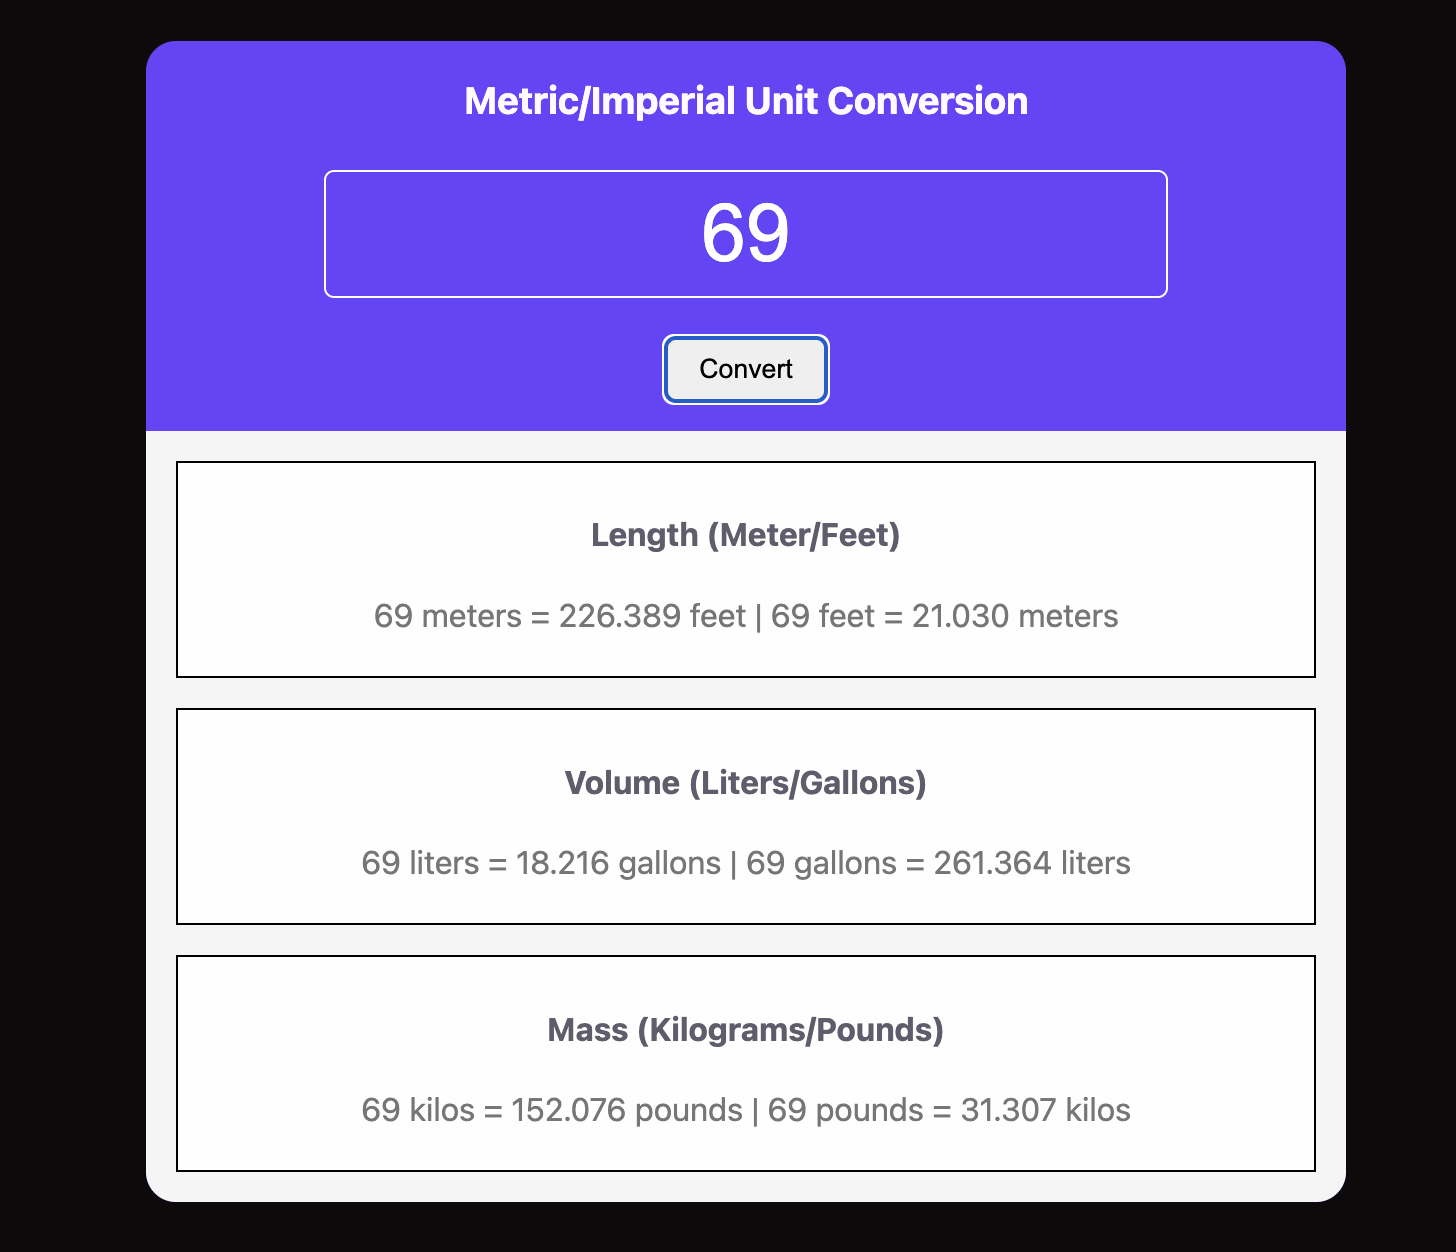 Metric/Imperial Unit Conversion
69
Convert
Length (Meter/Feet)
69 meters = 226.389 feet | 69 feet = 21.030 meters
Volume (Liters/Gallons)
69 liters = 18.216 gallons | 69 gallons = 261.364 liters
Mass (Kilograms/Pounds)
69 kilos = 152.076 pounds | 69 pounds = 31.307 kilos